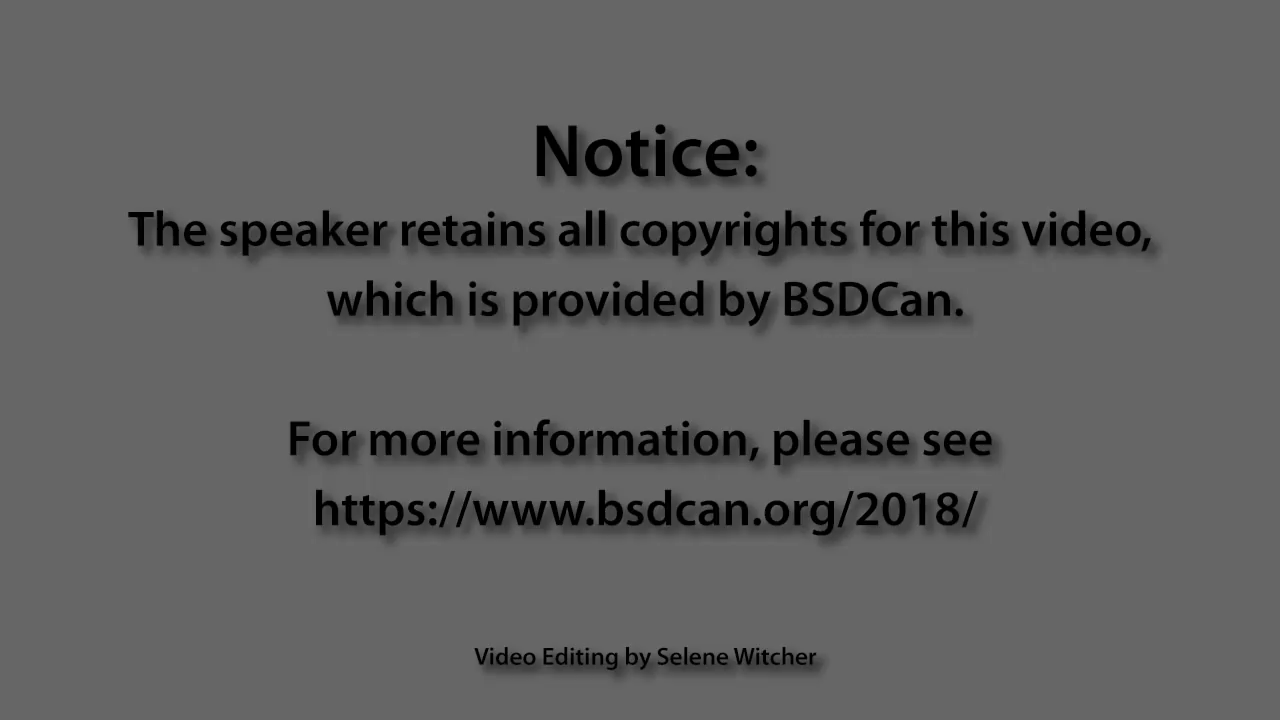 Notice:
The speaker retains all copyrights for this video,
which is provided by BSDCan.
For more information, please see
https://www.bsdcan.org/2018/
Video Editing by Selene Witcher